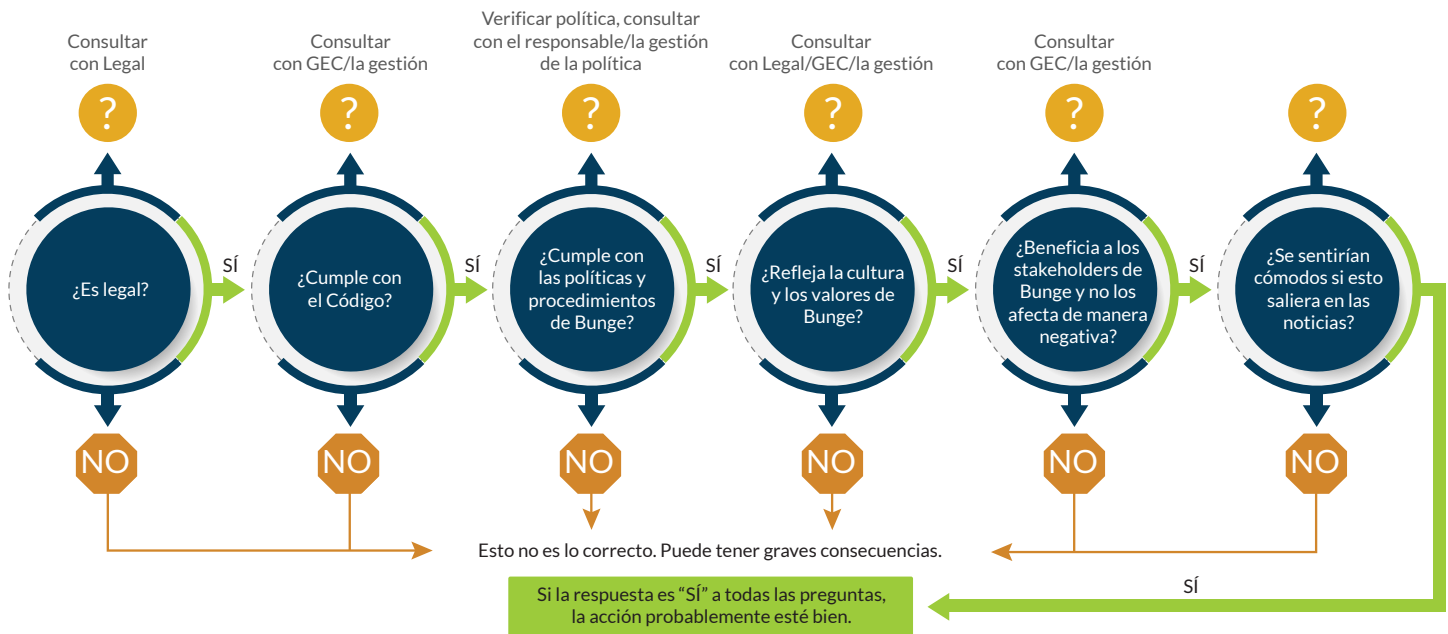 Consultar
con Legal
Consultar
con GEC/la gestión
Verificar política, consultar
con el responsable/la gestión
de la política
Consultar
con Legal/GEC/la gestión
Consultar
con GEC/la gestión
?
?
?
?
?
?
¿Es legal?
SÍ
¿Cumple con
el Código?
SÍ
¿Cumple con
las políticas y
procedimientos
de Bunge?
SÍ
¿Refleja la cultura
y los valores de
Bunge?
SÍ
¿Beneficia a los
stakeholders de
Bunge y no los
afecta de manera
negativa?
SÍ
¿Se sentirían
cómodos si esto
saliera en las
noticias?
NO
NO
NO
NO
NO
NO
Esto no es lo correcto. Puede tener graves consecuencias.
SÍ
Si la respuesta es “SÍ” a todas las preguntas,
la acción probablemente esté bien.